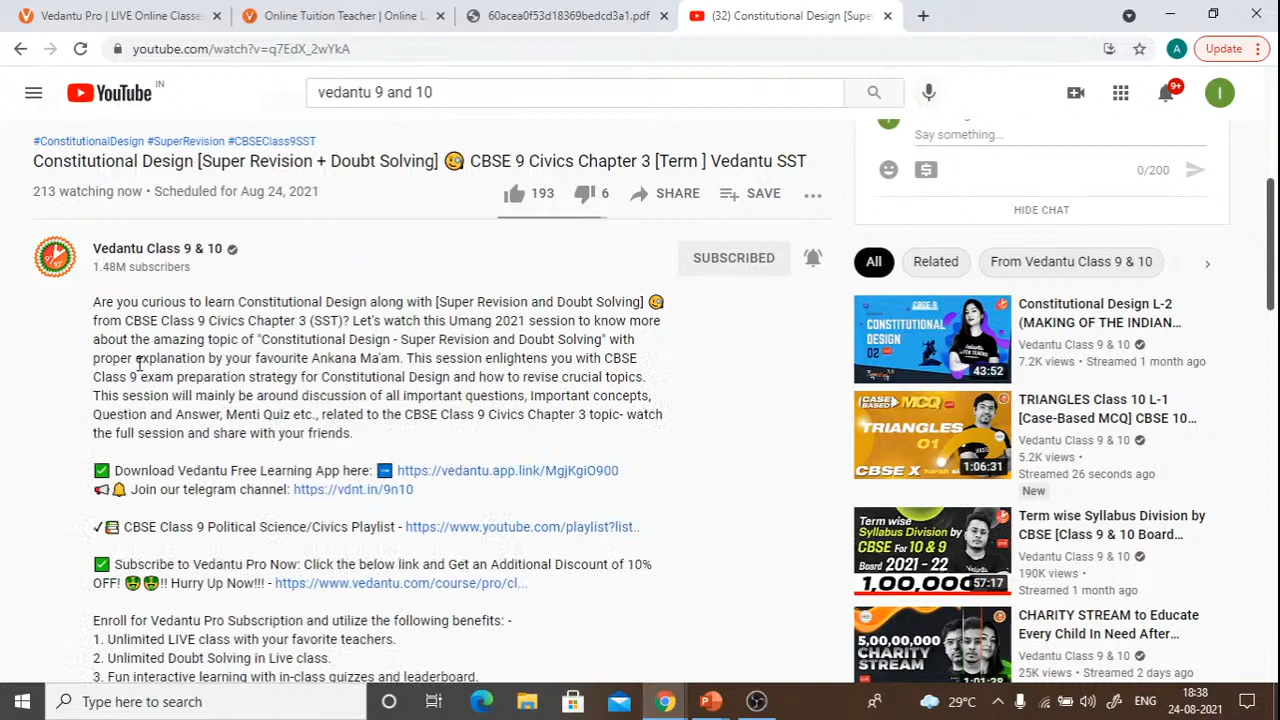 Vedantu Pro | LIVE Online Classe
Online Tuition Teacher | Online L
60acea0f53d18369bedcd3a1.pdf
(32) Constitutional Design [Supe
youtube.com/watch?v=q7EdX_2wYkA
A
Update
YouTube IN
vedantu 9 and 10
9+
I
#ConstitutionalDesign #SuperRevision #CBSEClass9SST
Constitutional Design [Super Revision + Doubt Solving] 🧐 CBSE 9 Civics Chapter 3 [Term ] Vedantu SST
213 watching now • Scheduled for Aug 24, 2021
193
6
SHARE
SAVE
Vedantu Class 9 & 10
1.48M subscribers
SUBSCRIBED
Are you curious to learn Constitutional Design along with [Super Revision and Doubt Solving] 🧐
from CBSE Class 9 Civics Chapter 3 (SST)? Let's watch this Umang 2021 session to know more
about the amazing topic of "Constitutional Design - Super Revision and Doubt Solving" with
proper explanation by your favourite Ankana Ma'am. This session enlightens you with CBSE
Class 9 exam preparation strategy for Constitutional Design and how to revise crucial topics.
This session will mainly be around discussion of all important questions, Important concepts,
Question and Answer, Menti Quiz etc., related to the CBSE Class 9 Civics Chapter 3 topic- watch
the full session and share with your friends.
✅ Download Vedantu Free Learning App here: ➡ https://vedantu.app.link/MgjKgiO900
📢🔔 Join our telegram channel: https://vdnt.in/9n10
✓📚 CBSE Class 9 Political Science/Civics Playlist - https://www.youtube.com/playlist?list..
✅ Subscribe to Vedantu Pro Now: Click the below link and Get an Additional Discount of 10%
OFF! 🤑🤑!! Hurry Up Now!!! - https://www.vedantu.com/course/pro/cl...
Enroll for Vedantu Pro Subscription and utilize the following benefits: -
1. Unlimited LIVE class with your favorite teachers.
2. Unlimited Doubt Solving in Live class.
3. Fun interactive learning with in-class quizzes and leaderboard.
Say something...
0/200
HIDE CHAT
All
Related
From Vedantu Class 9 & 10
CBSE 9
CONSTITUTIONAL
DESIGN
02
43:52
Constitutional Design L-2
(MAKING OF THE INDIAN...
Vedantu Class 9 & 10
7.2K views • Streamed 1 month ago
CASE BASED MCQ
TRIANGLES
01
CBSE X
1:06:31
TRIANGLES Class 10 L-1
[Case-Based MCQ] CBSE 10...
Vedantu Class 9 & 10
5.2K views •
Streamed 26 seconds ago
New
Term wise
Syllabus Division by
CBSE For 10 & 9
Board 2021 - 22
1,00,000
57:17
Term wise Syllabus Division by
CBSE [Class 9 & 10 Board...
Vedantu Class 9 & 10
190K views •
Streamed 1 month ago
5,00,00,000
CHARITY
STREAM
1:01:38
CHARITY STREAM to Educate
Every Child In Need After...
Vedantu Class 9 & 10
25K views • Streamed 2 days ago
Type here to search
29°C
ENG
18:38
24-08-2021